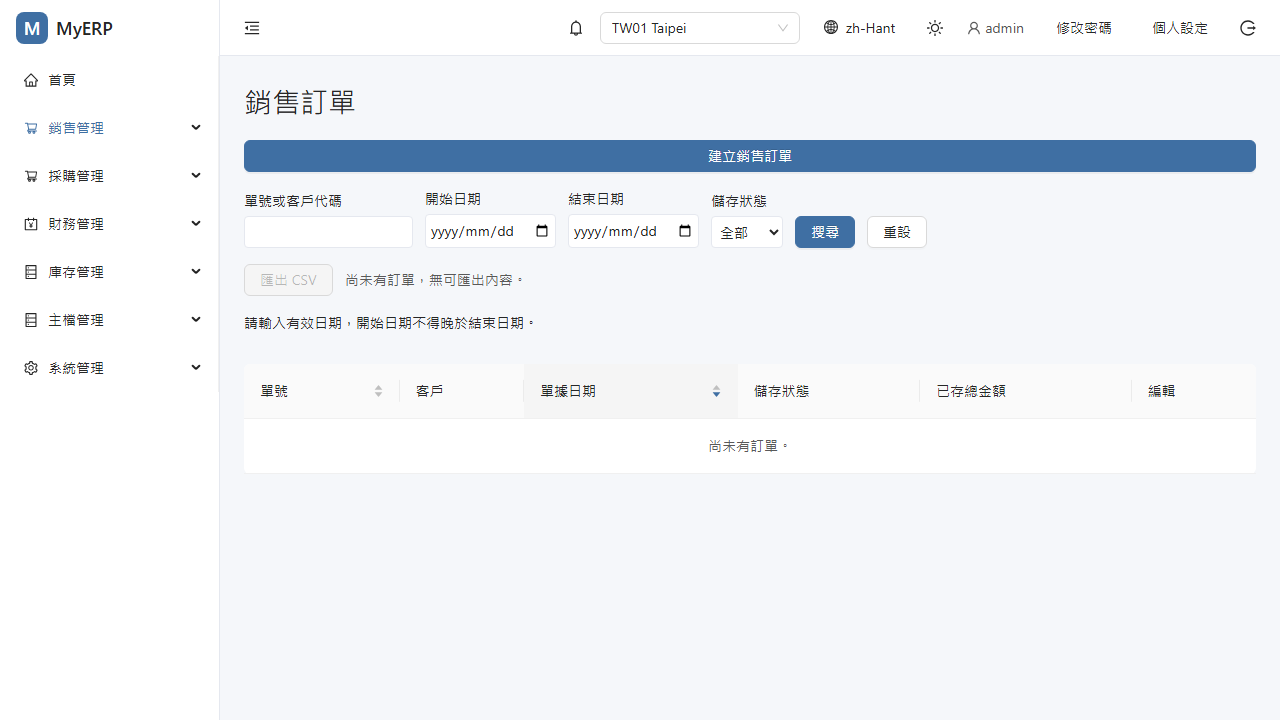 M MyERP
TW01 Taipei
zh-Hant
admin
修改密碼
個人設定
首頁
銷售管理
採購管理
財務管理
庫存管理
主檔管理
系統管理
銷售訂單
建立銷售訂單
單號或客戶代碼
開始日期
結束日期
儲存狀態
yyyy/mm/dd
yyyy/mm/dd
全部
搜尋
重設
匯出 CSV
尚未有訂單，無可匯出內容。
請輸入有效日期，開始日期不得晚於結束日期。
單號 客戶 單據日期 儲存狀態 已存總金額 編輯
尚未有訂單。